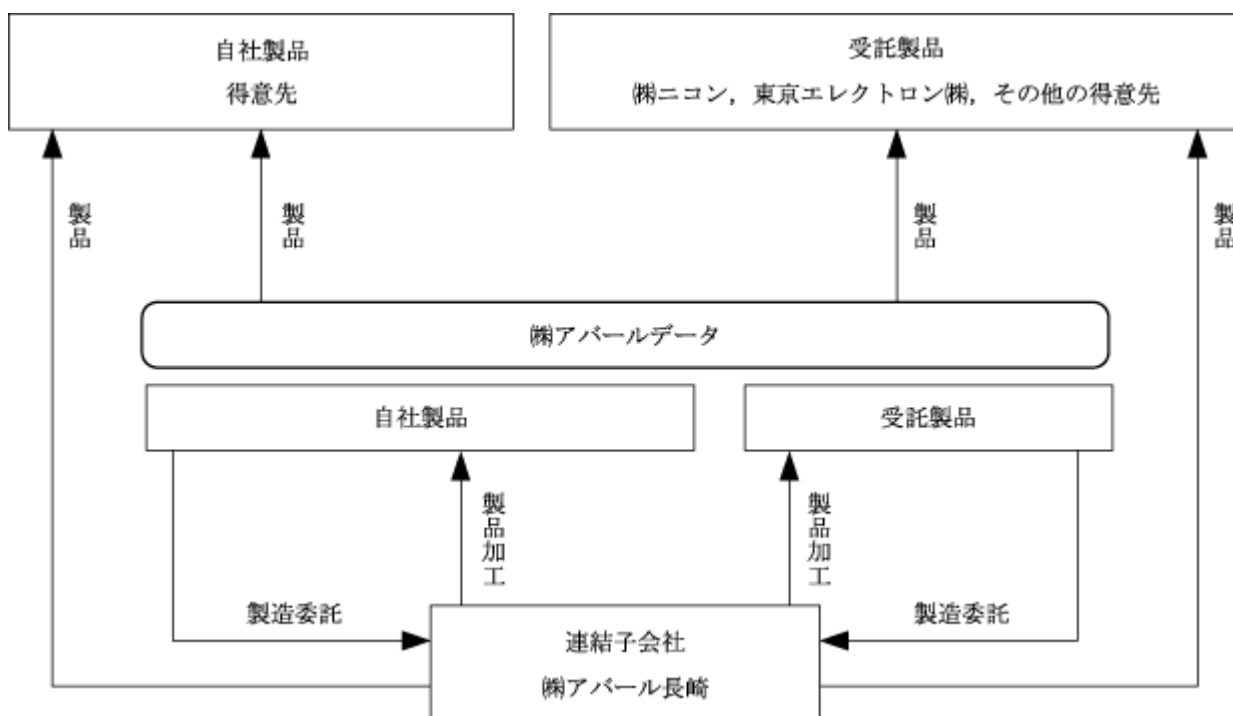 自社製品
得意先
受託製品
㈱ニコン，東京エレクトロン㈱，その他の得意先
製品
製品
製品
製品
㈱アバールデータ
自社製品
受託製品
製品加工
製品加工
製造委託
製造委託
連結子会社
㈱アバール長崎